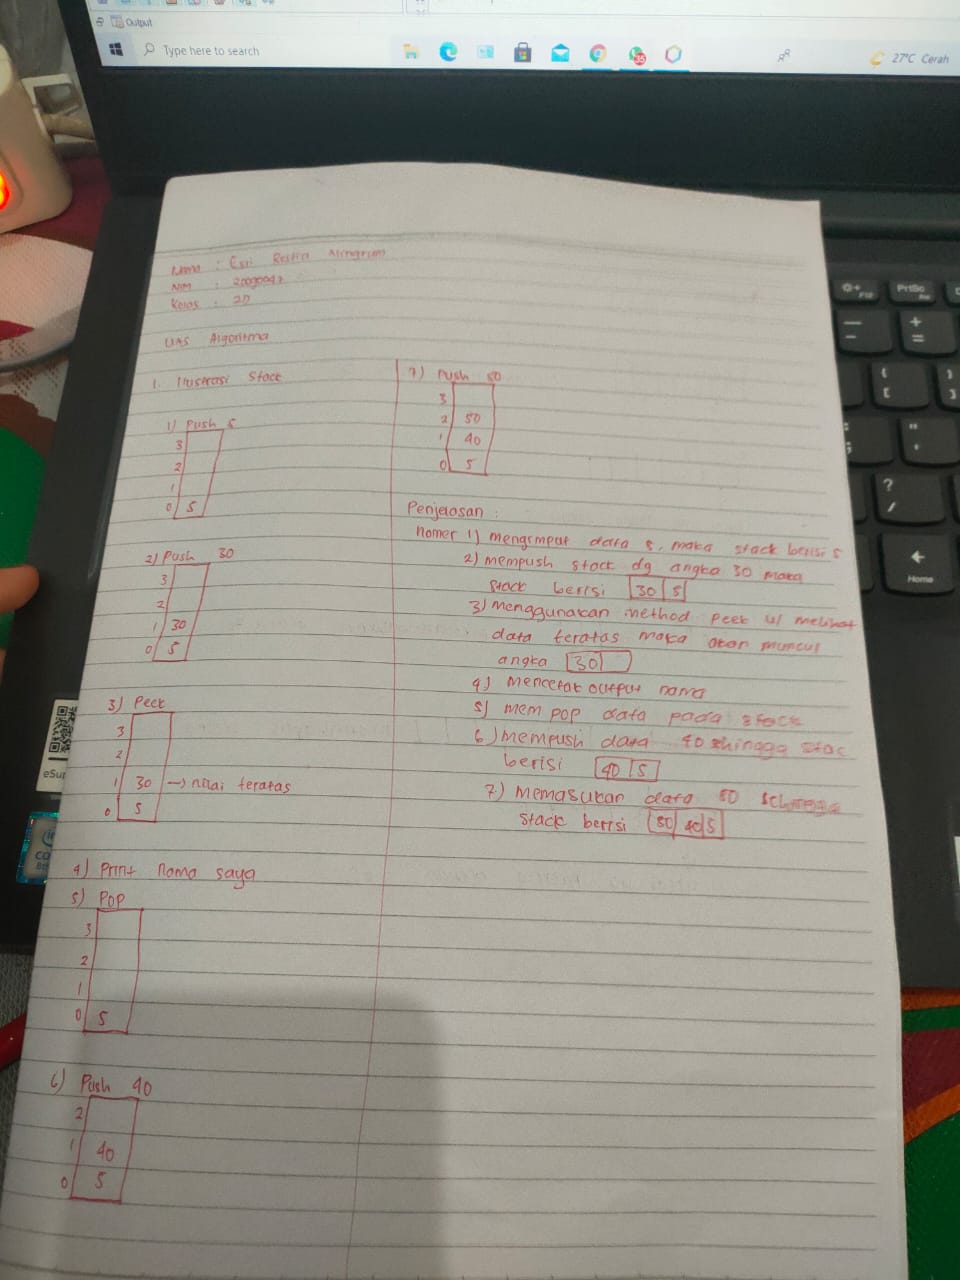 Output
Type here to search
35
27°C Cerah
PrtSc
Home
Nama : Esti Restia Ningrum
NIM : 20090047
Kelas : 2D
UAS Algoritma
1. Ilustrasi Stack
1) Push 5
3
2
1
0 5
2) Push 30
3
2
1 30
0 5
3) Peek
3
2
1 30 → nilai teratas
0 5
4) Print nama saya
5) POP
3
2
1
0 5
6) Push 40
2
1 40
0 5
7) Push 50
3
2 50
1 40
0 5
Penjelasan :
nomer 1) mengimput data 5, maka stack berisi 5
2) mempush stack dg angka 30 maka
stack berisi 30 5
3) menggunakan method peek u/ melihat
data teratas maka akan muncul
angka 30
4) Mencetak output nama
5) mem pop data pada stack
6) Mempush data 40 shingga stac
berisi 40 5
7) Memasukan data 50 sehingga
stack berisi 50 40 5